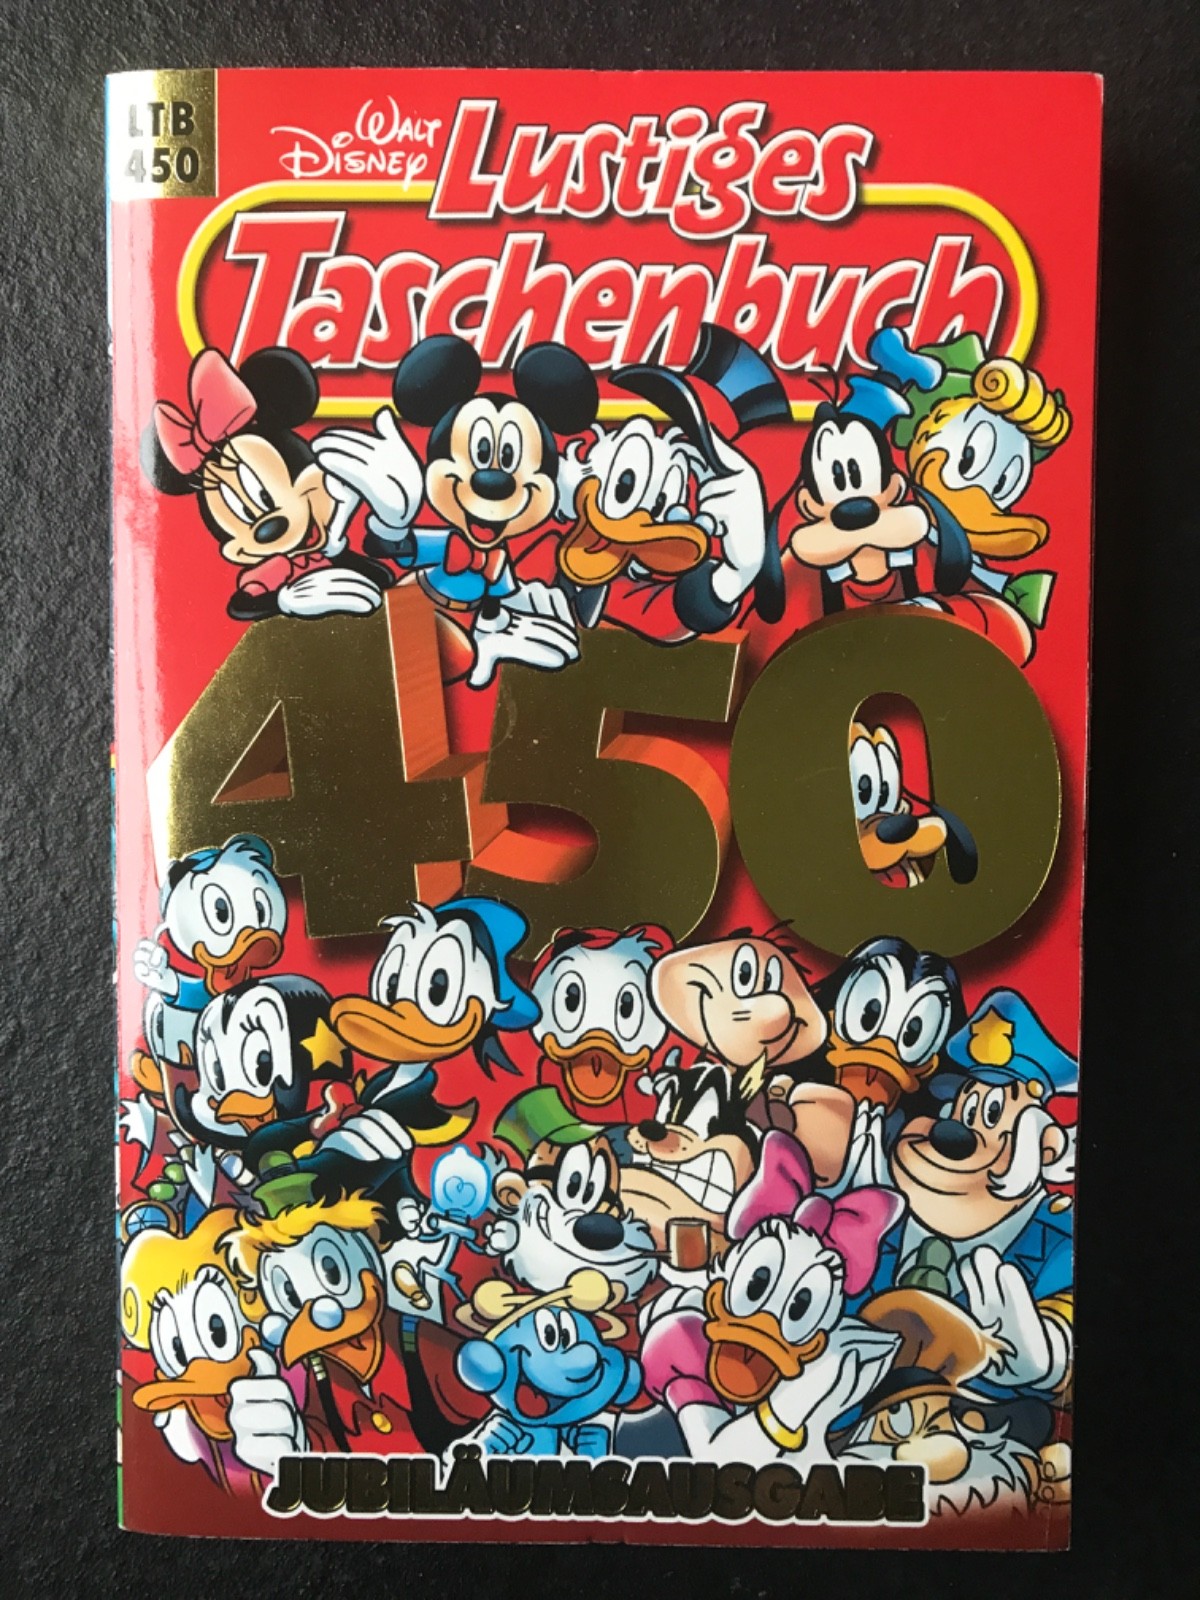 LTB
450
WALT
DISNEY
Lustiges
Taschenbuch
450
JUBILÄUMSAUSGABE